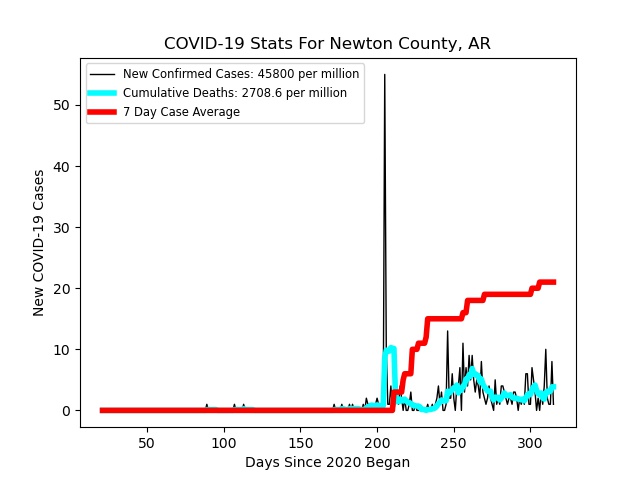 COVID-19 Stats For Newton County, AR
New Confirmed Cases: 45800 per million
Cumulative Deaths: 2708.6 per million
7 Day Case Average
New COVID-19 Cases
50
40
30
20
10
0
50 100 150 200 250 300
Days Since 2020 Began